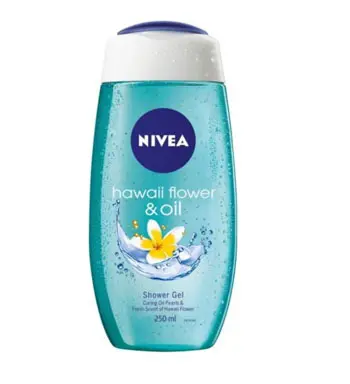 NIVEA
hawaii flower
& oil
Shower Gel
Caring Oil Pearls &
Fresh Scent of Hawaii Flower
250 ml